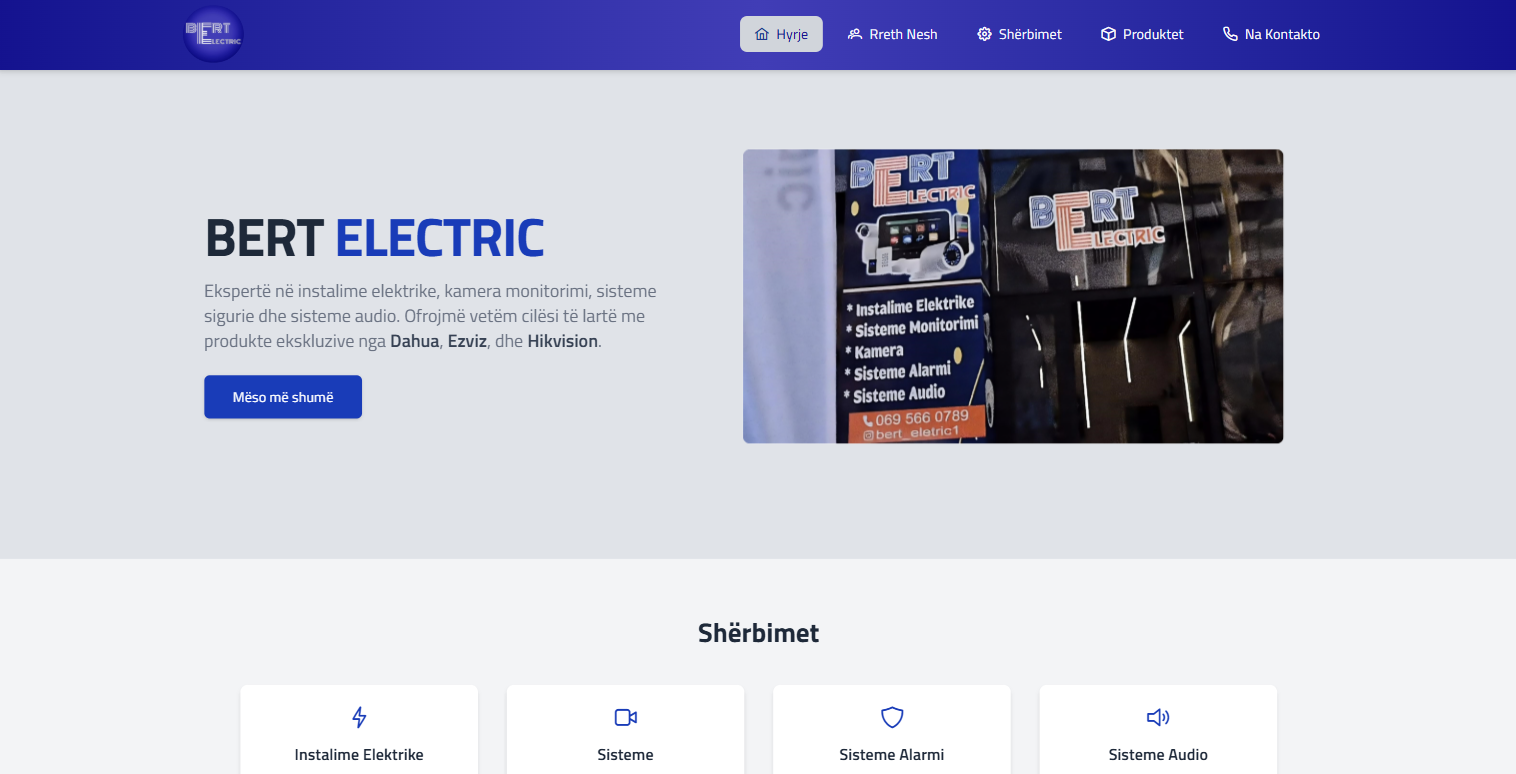 BERT
ELECTRIC
Hyrje
Rreth Nesh
Shërbimet
Produktet
Na Kontakto
BERT ELECTRIC
Ekspertë në instalime elektrike, kamera monitorimi, sisteme
sigurie dhe sisteme audio. Ofrojmë vetëm cilësi të lartë me
produkte ekskluzive nga Dahua, Ezviz, dhe Hikvision.
Mëso më shumë
BERT
ELECTRIC
* Instalime Elektrike
* Sisteme Monitorimi
* Kamera
* Sisteme Alarmi
* Sisteme Audio
069 566 0789
bert_eletric1
BERT
ELECTRIC
Shërbimet
Instalime Elektrike
Sisteme
Sisteme Alarmi
Sisteme Audio